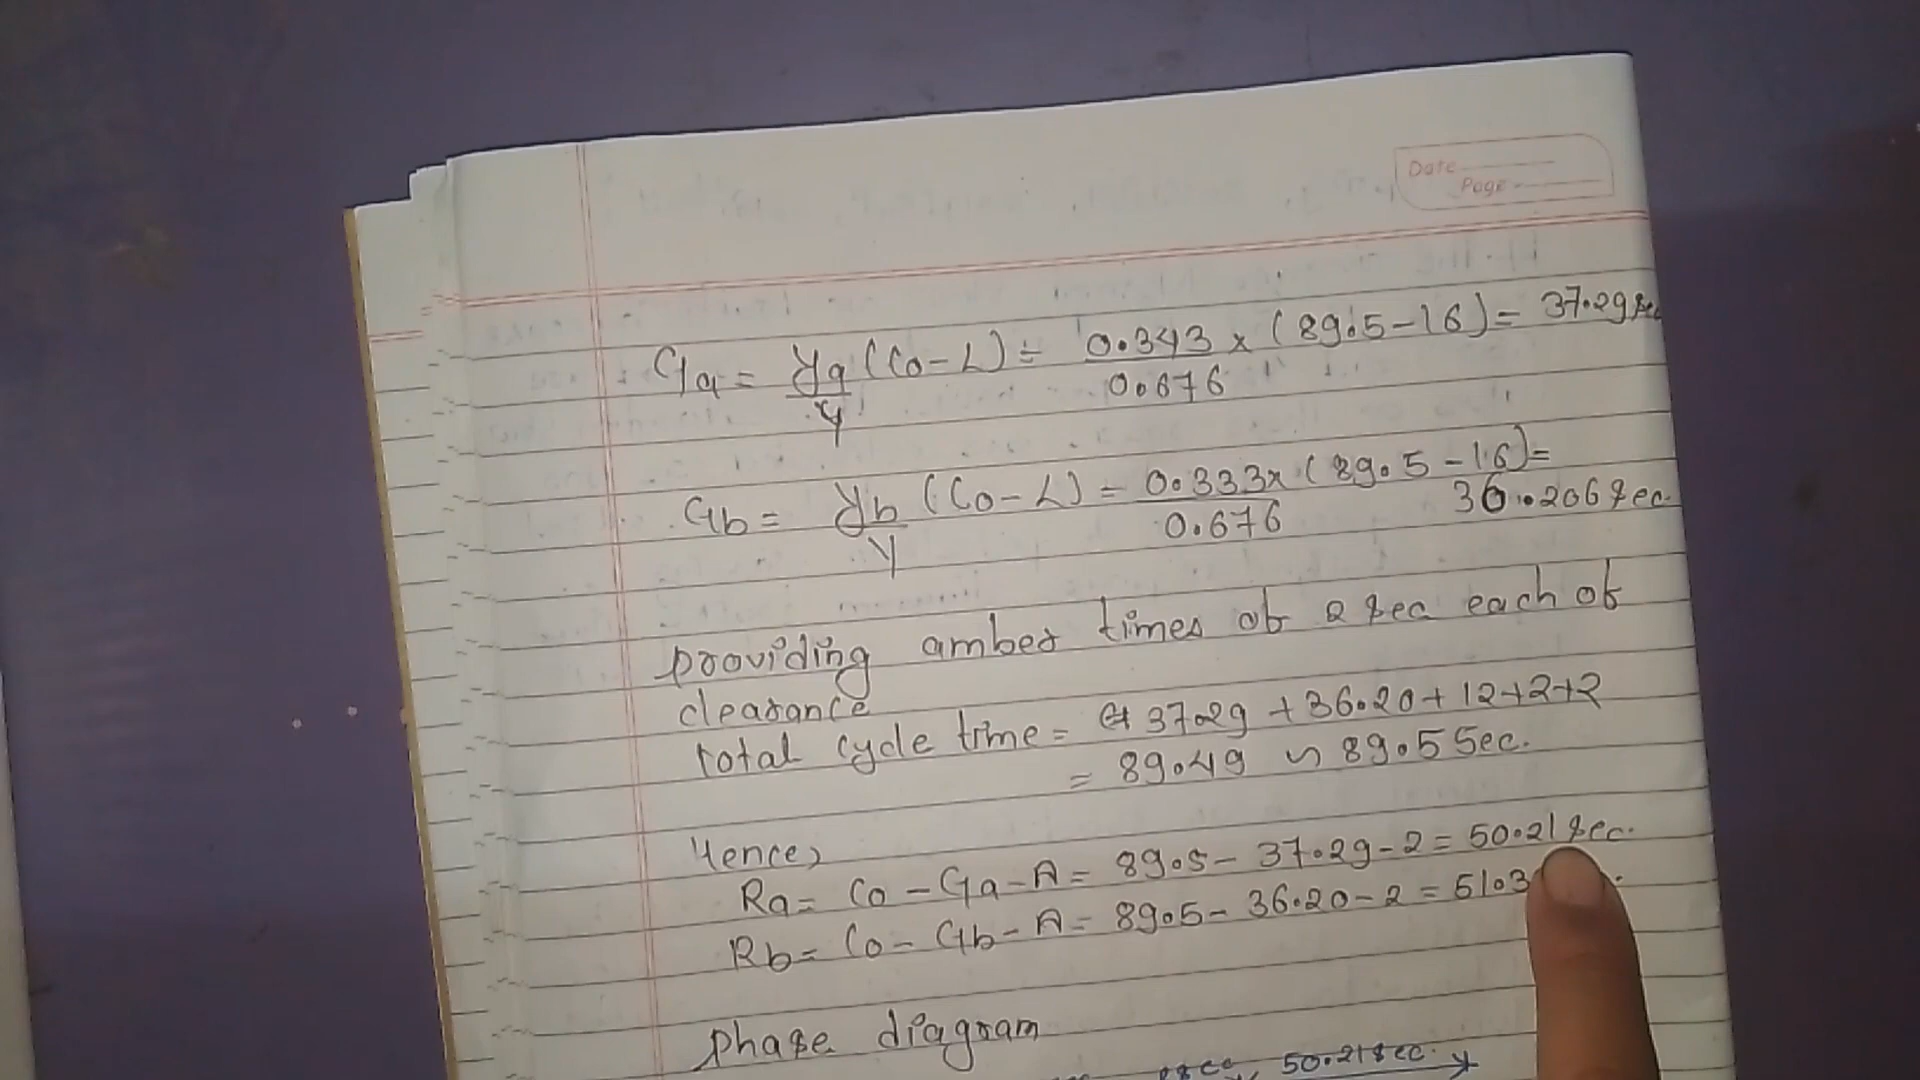 Date
Page
Ga = ya/Y (Co-L) = 0.343/0.676 x (89.5-16) = 37.29 sec
Gb = yb/Y (Co-L) = 0.333/0.676 x (89.5-16) =
36.206 sec
providing amber times of 2 sec each of
clearance
total cycle time = 37.29 + 36.20 + 12+2+2
= 89.49 ∽ 89.5 Sec.
Hence,
Ra = Co - Ga - A = 89.5 - 37.29 - 2 = 50.21 sec.
Rb = Co - Gb - A = 89.5 - 36.20 - 2 = 51.3
phase diagram
50.21 sec.